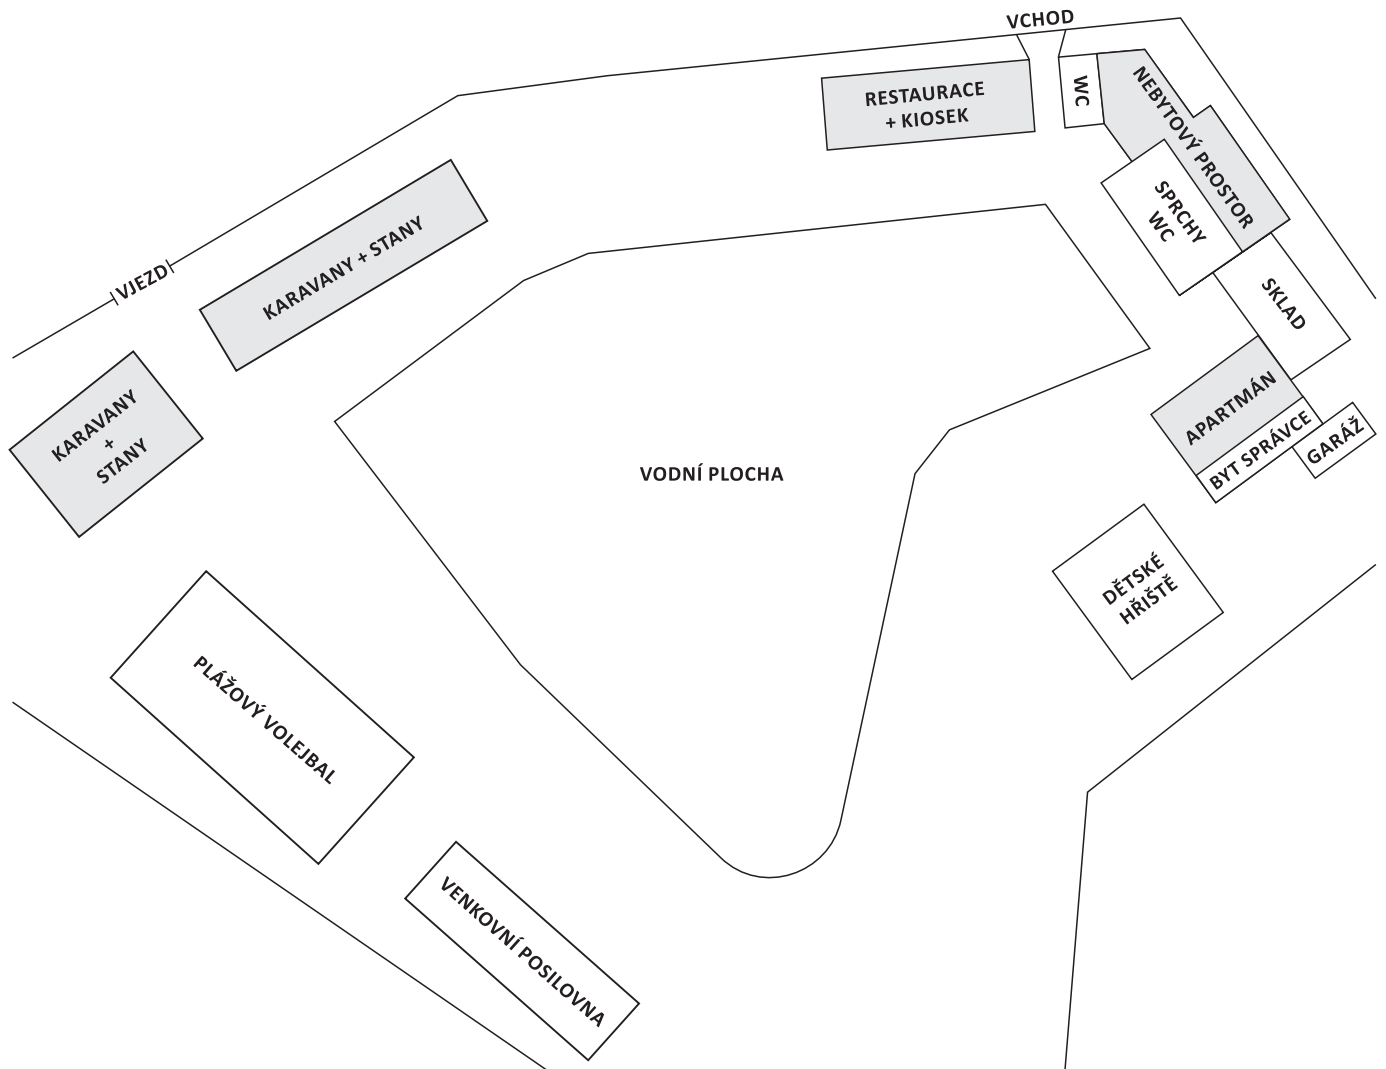 VCHOD
RESTAURACE
+ KIOSEK
WC
NEBYTOVÝ PROSTOR
SPRCHY
WC
KARAVANY + STANY
VJEZD
SKLAD
KARAVANY
+
STANY
APARTMÁN
BYT SPRÁVCE
GARÁŽ
VODNÍ PLOCHA
DĚTSKÉ
HŘIŠTĚ
PLÁŽOVÝ VOLEJBAL
VENKOVNÍ POSILOVNA